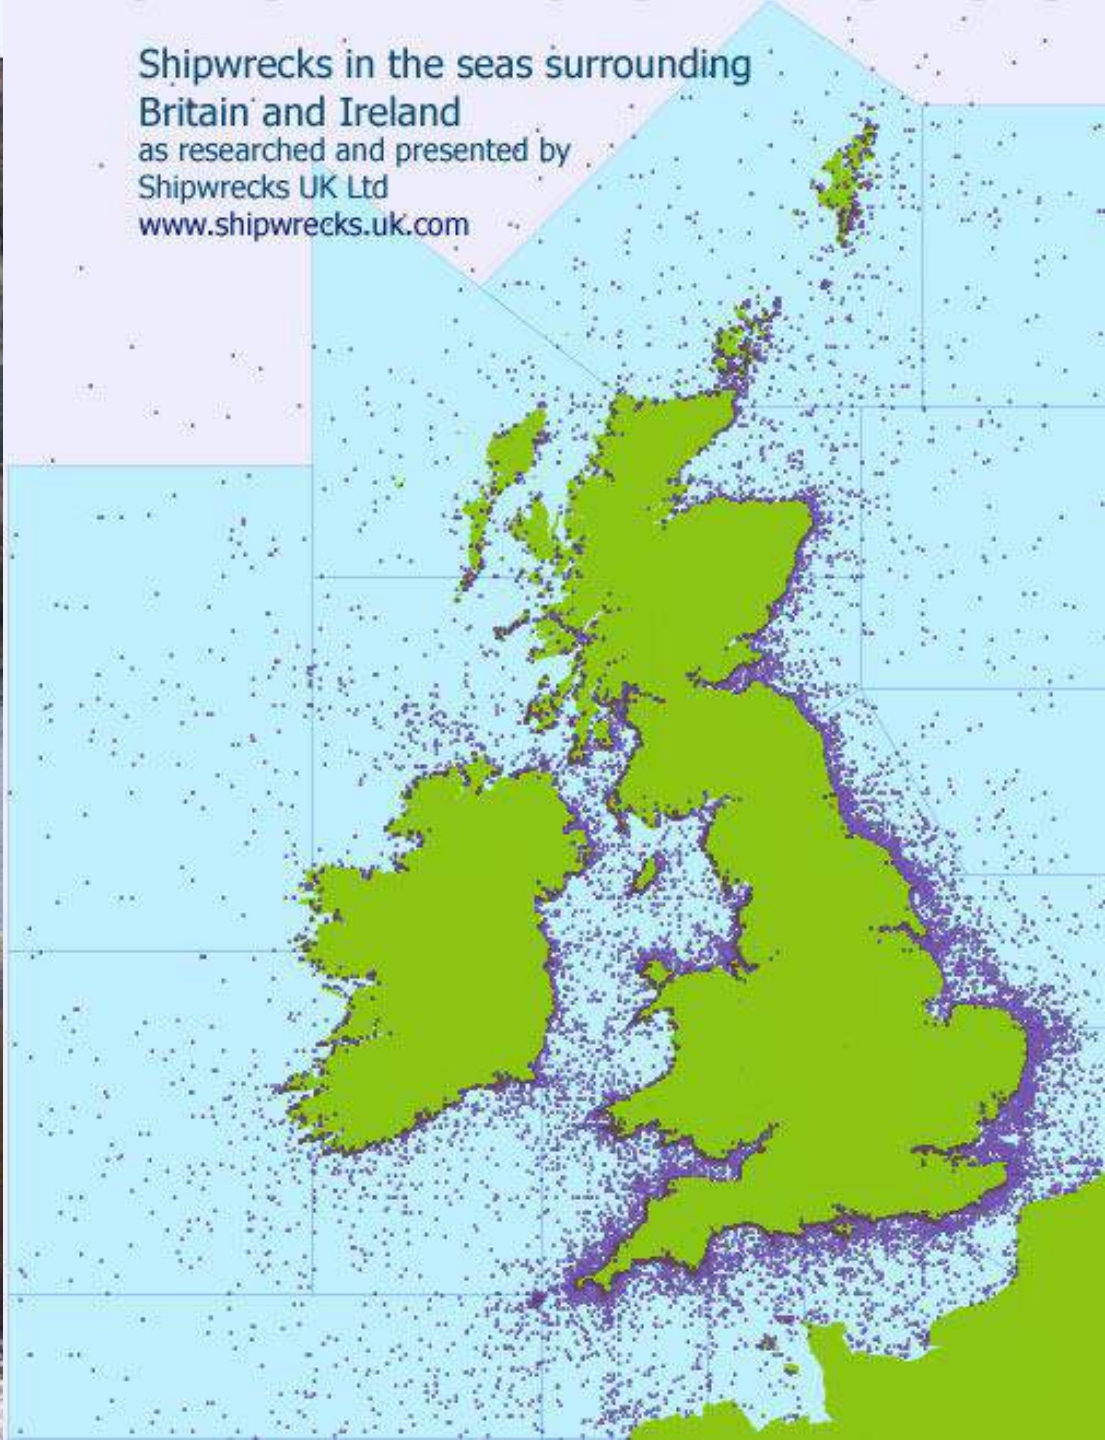 Shipwrecks in the seas surrounding
Britain and Ireland
as researched and presented by
Shipwrecks UK Ltd
www.shipwrecks.uk.com